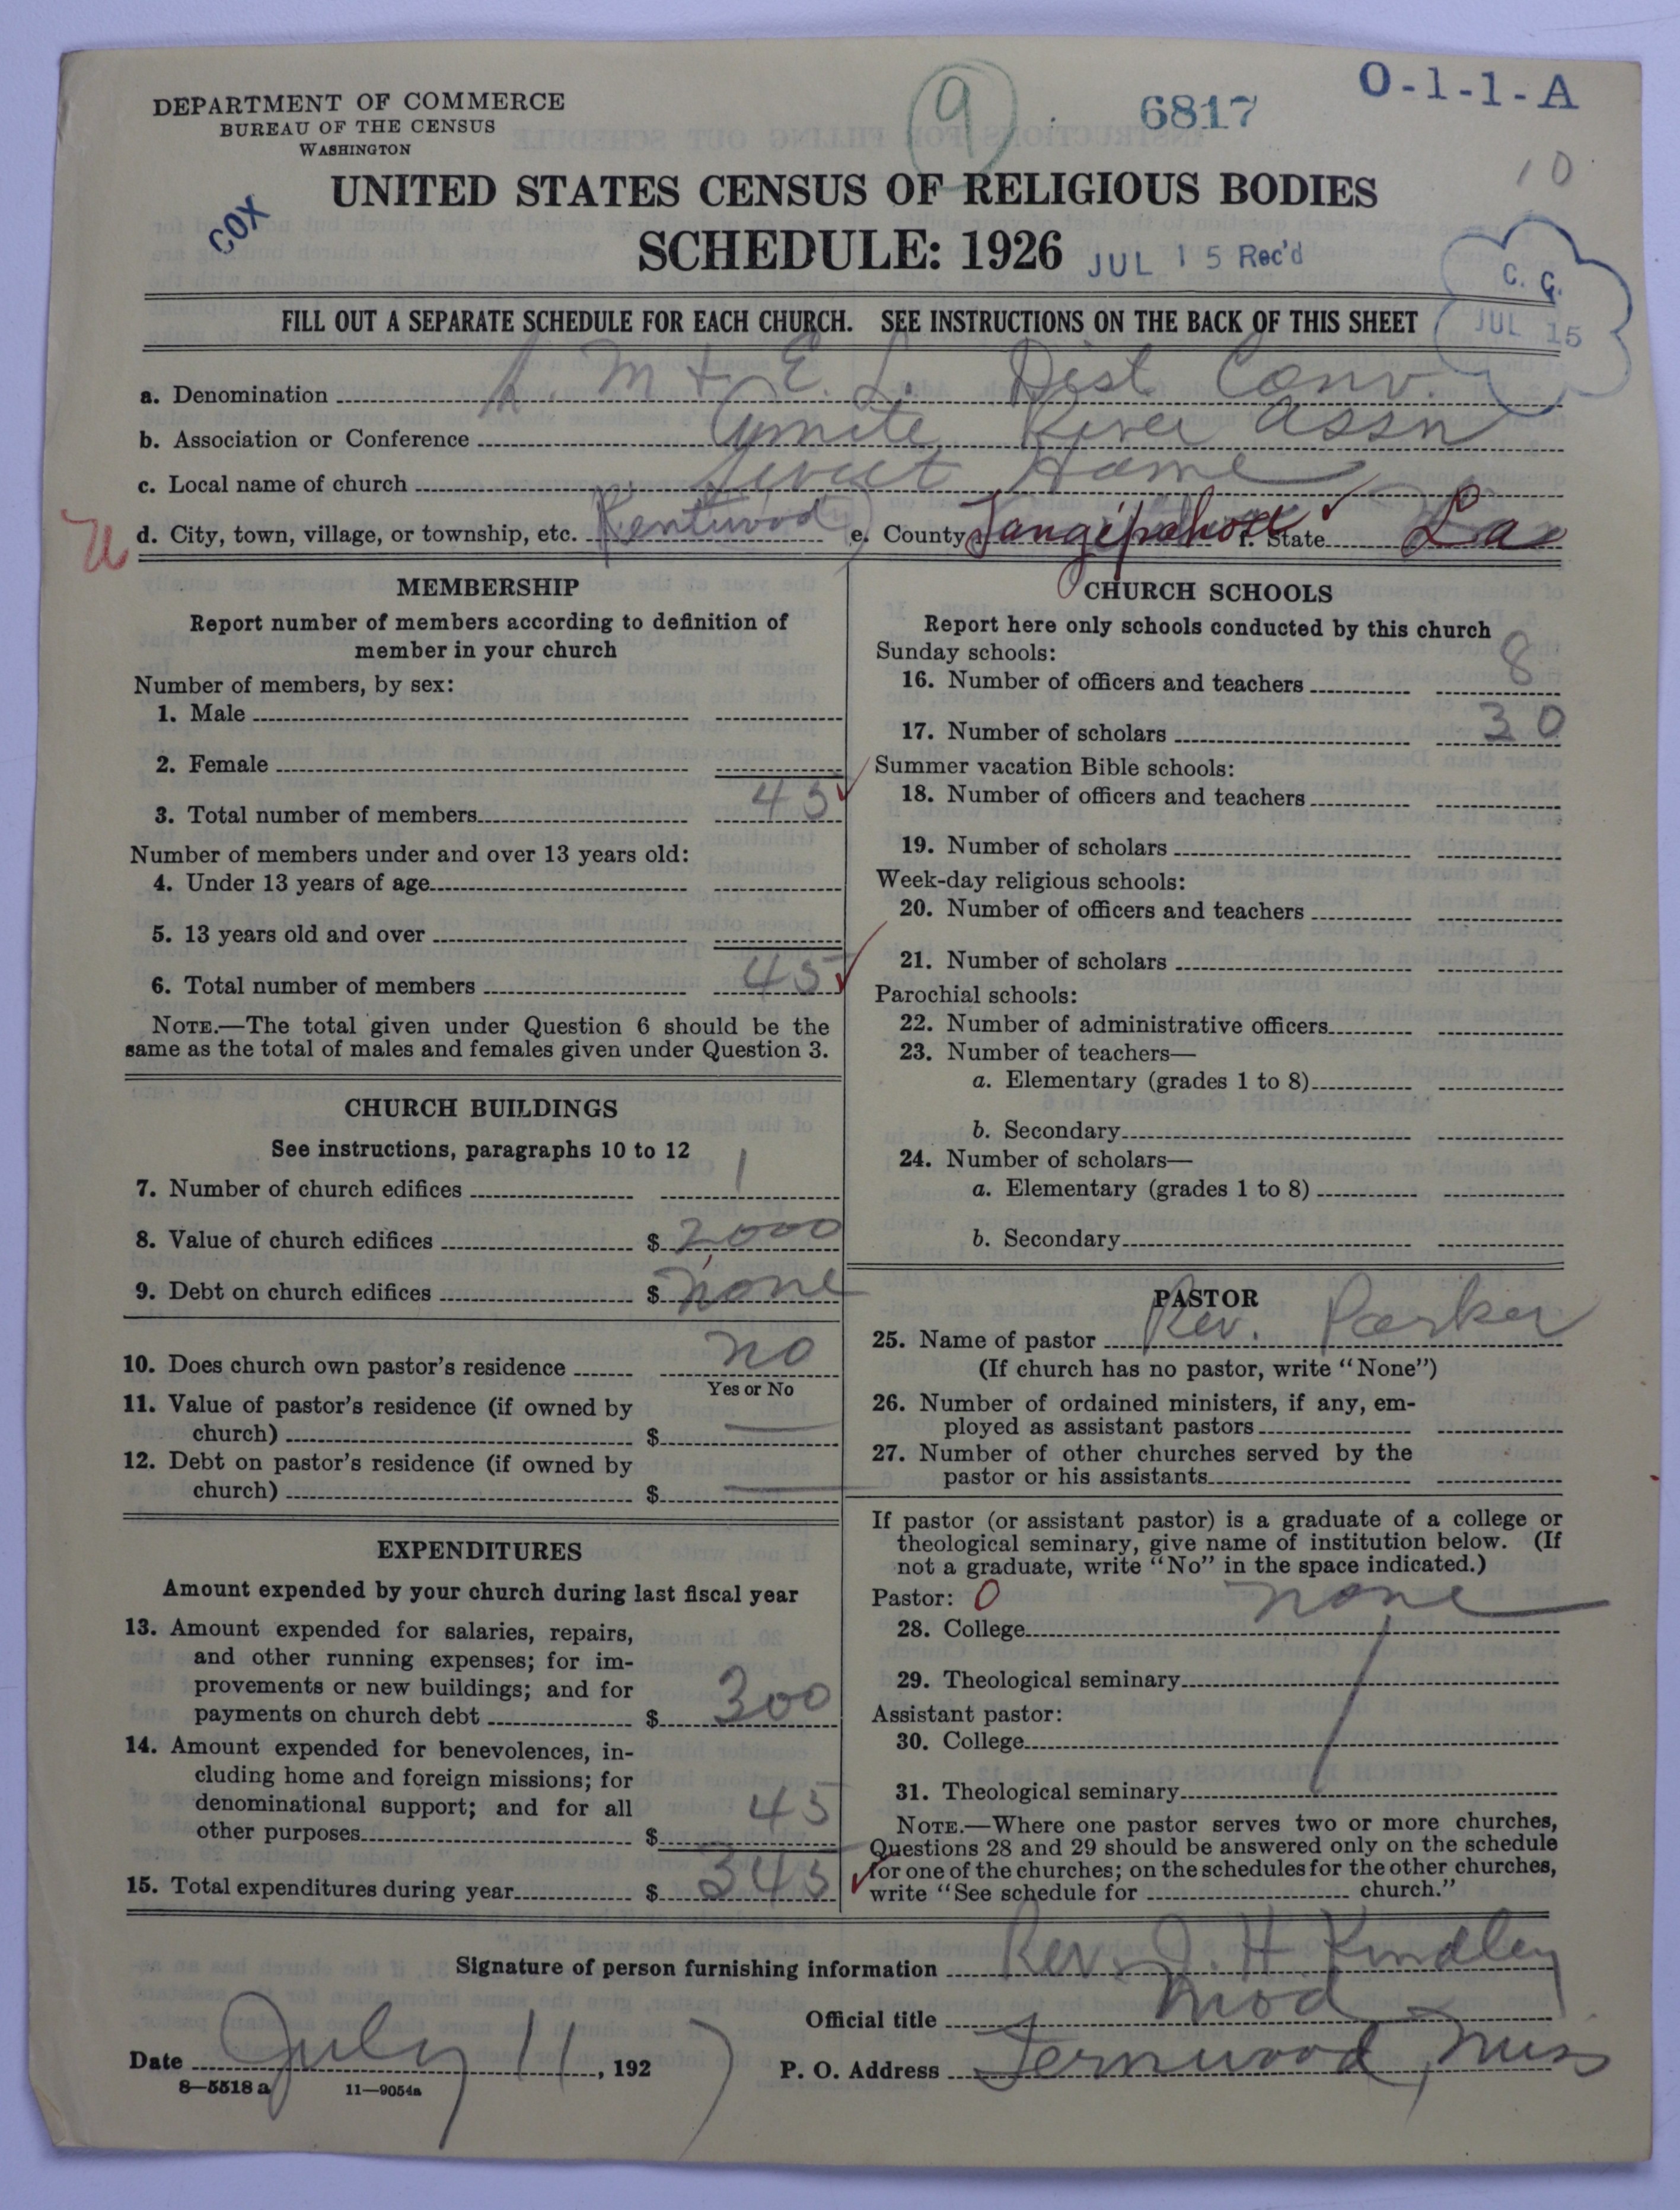 DEPARTMENT OF COMMERCE
BUREAU OF THE CENSUS
WASHINGTON
9
6817
O-1-1-A
10
COX
UNITED STATES CENSUS OF RELIGIOUS BODIES
SCHEDULE: 1926
JUL 15 Rec'd
C. G.
JUL 15
FILL OUT A SEPARATE SCHEDULE FOR EACH CHURCH. SEE INSTRUCTIONS ON THE BACK OF THIS SHEET
a. Denomination M & E. L. Dist Conv.
b. Association or Conference Amite River Assn
c. Local name of church Sweet Home
d. City, town, village, or township, etc. Kentwood e. County Tangipahoa f. State La
MEMBERSHIP
Report number of members according to definition of
member in your church
Number of members, by sex:
1. Male
2. Female
3. Total number of members 45
Number of members under and over 13 years old:
4. Under 13 years of age
5. 13 years old and over
6. Total number of members 45
NOTE.—The total given under Question 6 should be the
same as the total of males and females given under Question 3.
CHURCH BUILDINGS
See instructions, paragraphs 10 to 12
7. Number of church edifices 1
8. Value of church edifices $ 2000
9. Debt on church edifices $ none
10. Does church own pastor's residence no
Yes or No
11. Value of pastor's residence (if owned by
church) $ —
12. Debt on pastor's residence (if owned by
church) $ —
EXPENDITURES
Amount expended by your church during last fiscal year
13. Amount expended for salaries, repairs,
and other running expenses; for im-
provements or new buildings; and for
payments on church debt $ 300
14. Amount expended for benevolences, in-
cluding home and foreign missions; for
denominational support; and for all
other purposes $ 45
15. Total expenditures during year $ 345
CHURCH SCHOOLS
Report here only schools conducted by this church
Sunday schools:
16. Number of officers and teachers 8
17. Number of scholars 30
Summer vacation Bible schools:
18. Number of officers and teachers
19. Number of scholars
Week-day religious schools:
20. Number of officers and teachers
21. Number of scholars
Parochial schools:
22. Number of administrative officers
23. Number of teachers—
a. Elementary (grades 1 to 8)
b. Secondary
24. Number of scholars—
a. Elementary (grades 1 to 8)
b. Secondary
PASTOR
25. Name of pastor Rev. Parker
(If church has no pastor, write "None")
26. Number of ordained ministers, if any, em-
ployed as assistant pastors
27. Number of other churches served by the
pastor or his assistants
If pastor (or assistant pastor) is a graduate of a college or
theological seminary, give name of institution below. (If
not a graduate, write "No" in the space indicated.)
Pastor: 0 none
28. College
29. Theological seminary
Assistant pastor:
30. College
31. Theological seminary
NOTE.—Where one pastor serves two or more churches,
Questions 28 and 29 should be answered only on the schedule
for one of the churches; on the schedules for the other churches,
write "See schedule for church."
Signature of person furnishing information Rev. J. H. Kindley
Official title Mod
Date July 11, 192 P. O. Address Fernwood, Miss
8—5518 a 11—9054a